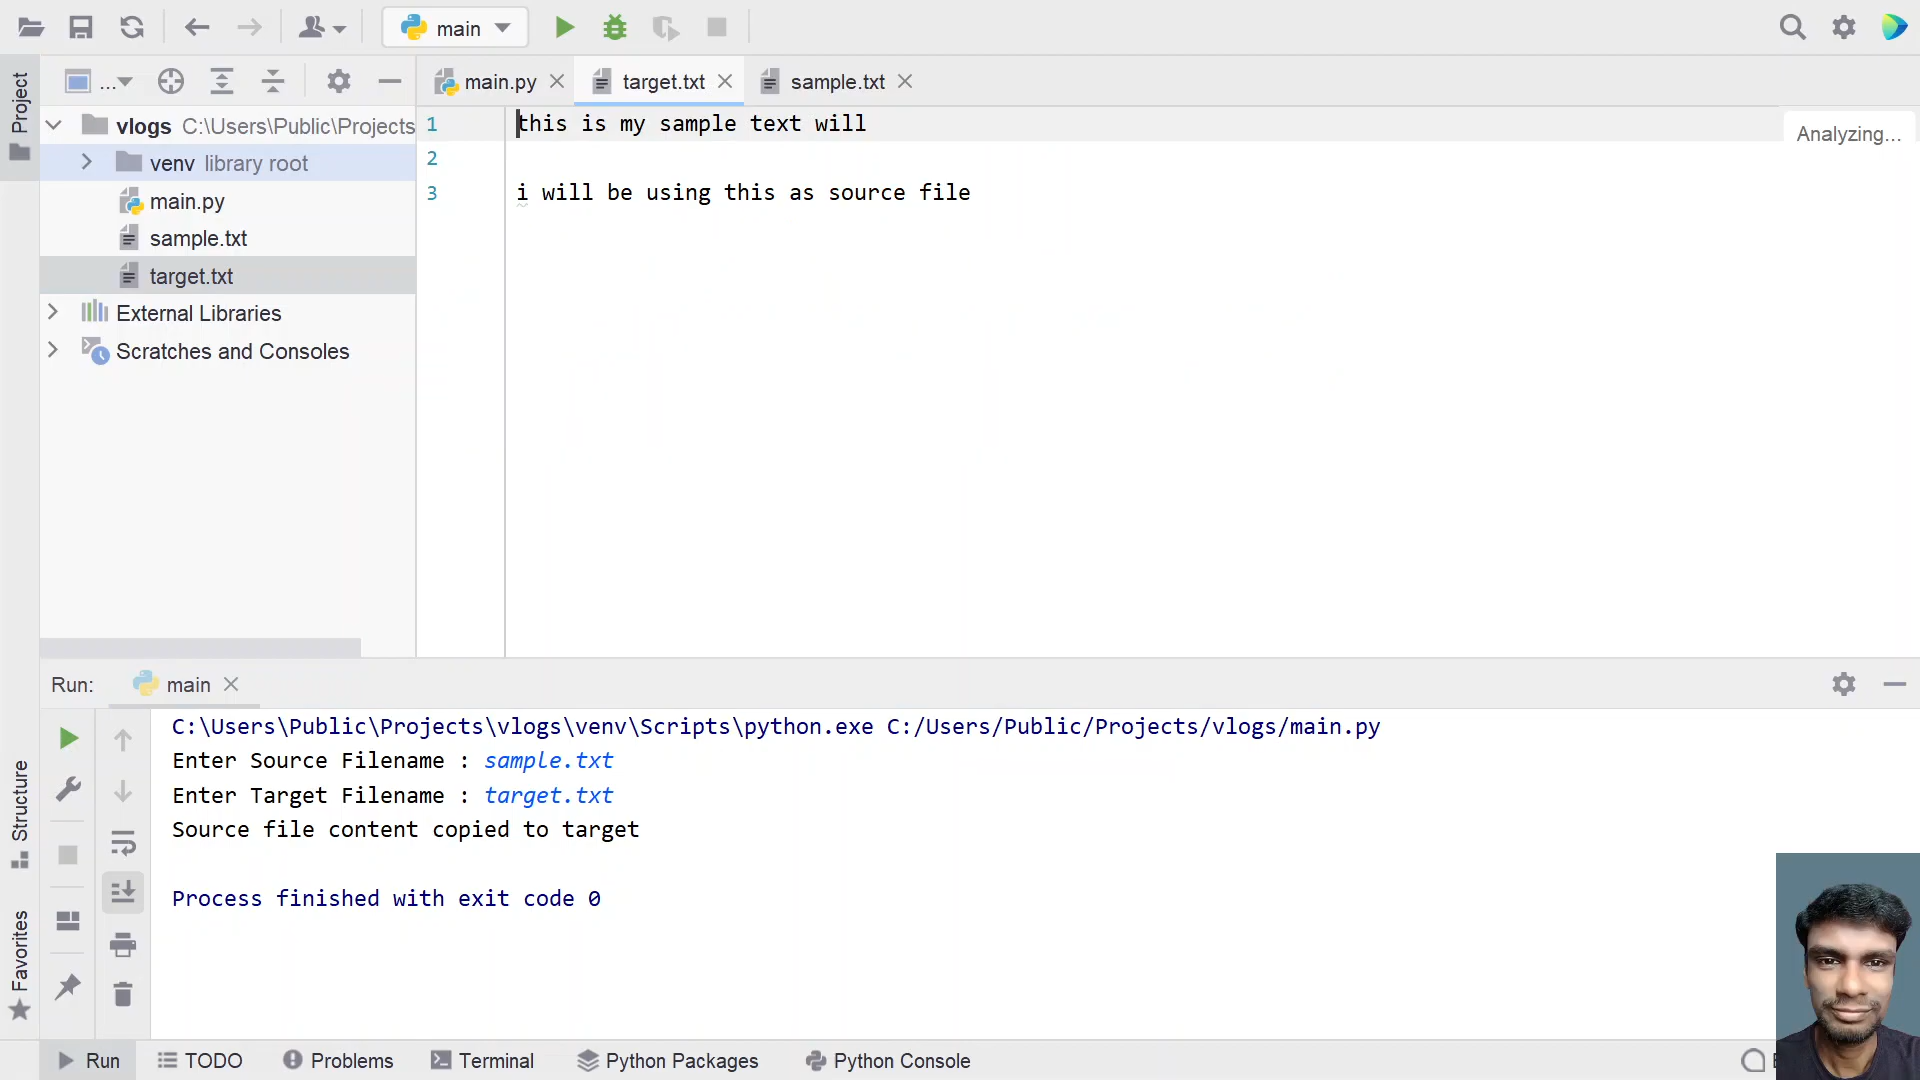 main
Project
...
main.py
target.txt
sample.txt
vlogs C:\Users\Public\Projects
venv library root
main.py
sample.txt
target.txt
External Libraries
Scratches and Consoles
1 this is my sample text will
2
3 i will be using this as source file
Analyzing...
Run: main
C:\Users\Public\Projects\vlogs\venv\Scripts\python.exe C:/Users/Public/Projects/vlogs/main.py
Enter Source Filename : sample.txt
Enter Target Filename : target.txt
Source file content copied to target
Process finished with exit code 0
Structure
Favorites
Run
TODO
Problems
Terminal
Python Packages
Python Console